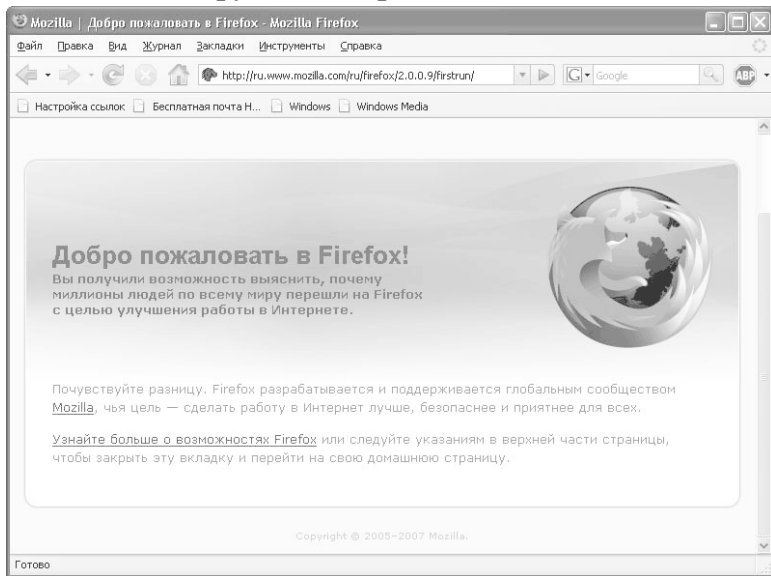 Mozilla | Добро пожаловать в Firefox - Mozilla Firefox
Файл Правка Вид Журнал Закладки Инструменты Справка
http://ru.www.mozilla.com/ru/firefox/2.0.0.9/firstrun/ G Google ABP
Настройка ссылок Бесплатная почта H... Windows Windows Media
Добро пожаловать в Firefox!
Вы получили возможность выяснить, почему
миллионы людей по всему миру перешли на Firefox
с целью улучшения работы в Интернете.
Почувствуйте разницу. Firefox разрабатывается и поддерживается глобальным сообществом
Mozilla, чья цель — сделать работу в Интернет лучше, безопаснее и приятнее для всех.
Узнайте больше о возможностях Firefox или следуйте указаниям в верхней части страницы,
чтобы закрыть эту вкладку и перейти на свою домашнюю страницу.
Copyright © 2005–2007 Mozilla.
Готово